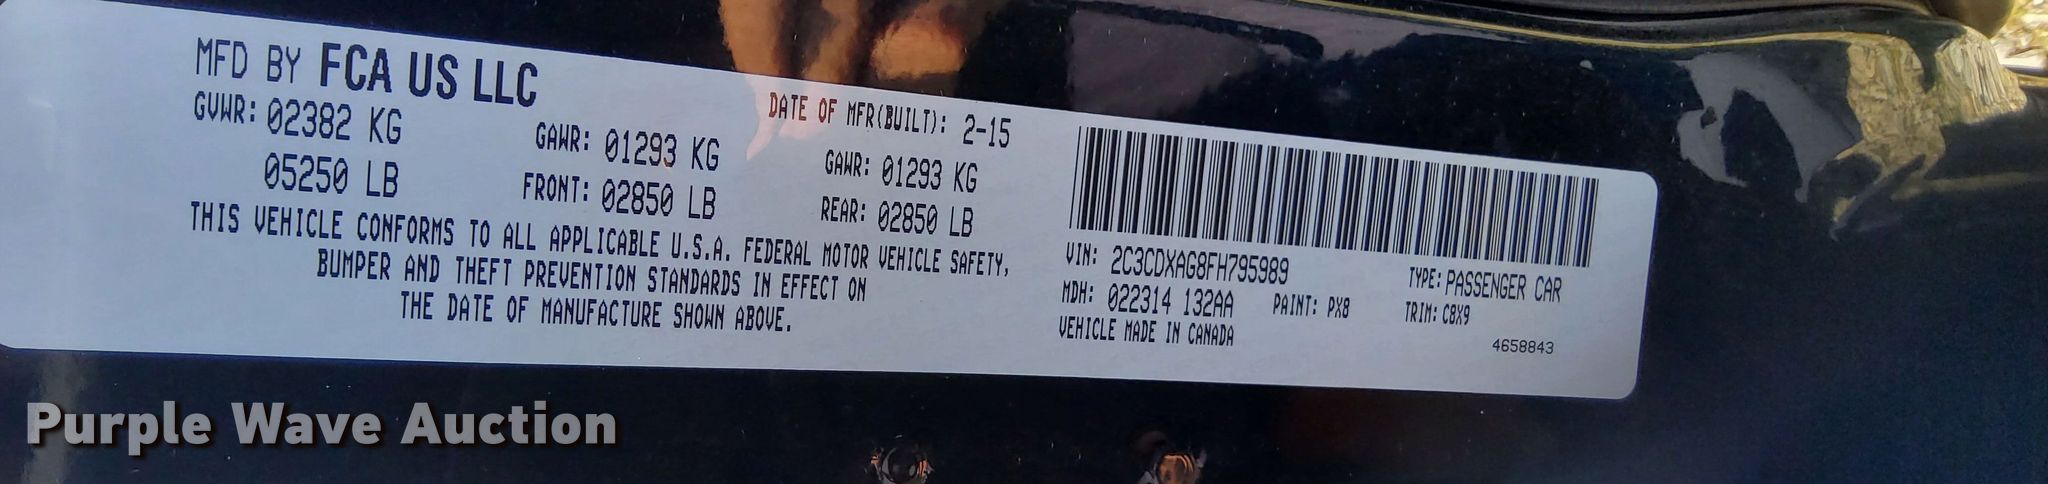 MFD BY FCA US LLC
DATE OF MFR(BUILT): 2-15
GVWR: 02382 KG
05250 LB
GAWR: 01293 KG
FRONT: 02850 LB
GAWR: 01293 KG
REAR: 02850 LB
THIS VEHICLE CONFORMS TO ALL APPLICABLE U.S.A. FEDERAL MOTOR VEHICLE SAFETY,
BUMPER AND THEFT PREVENTION STANDARDS IN EFFECT ON
THE DATE OF MANUFACTURE SHOWN ABOVE.
VIN: 2C3CDXAG8FH795989
TYPE: PASSENGER CAR
MDH: 022314 132AA
PAINT: PX8
TRIM: C8X9
VEHICLE MADE IN CANADA
4658843
Purple Wave Auction